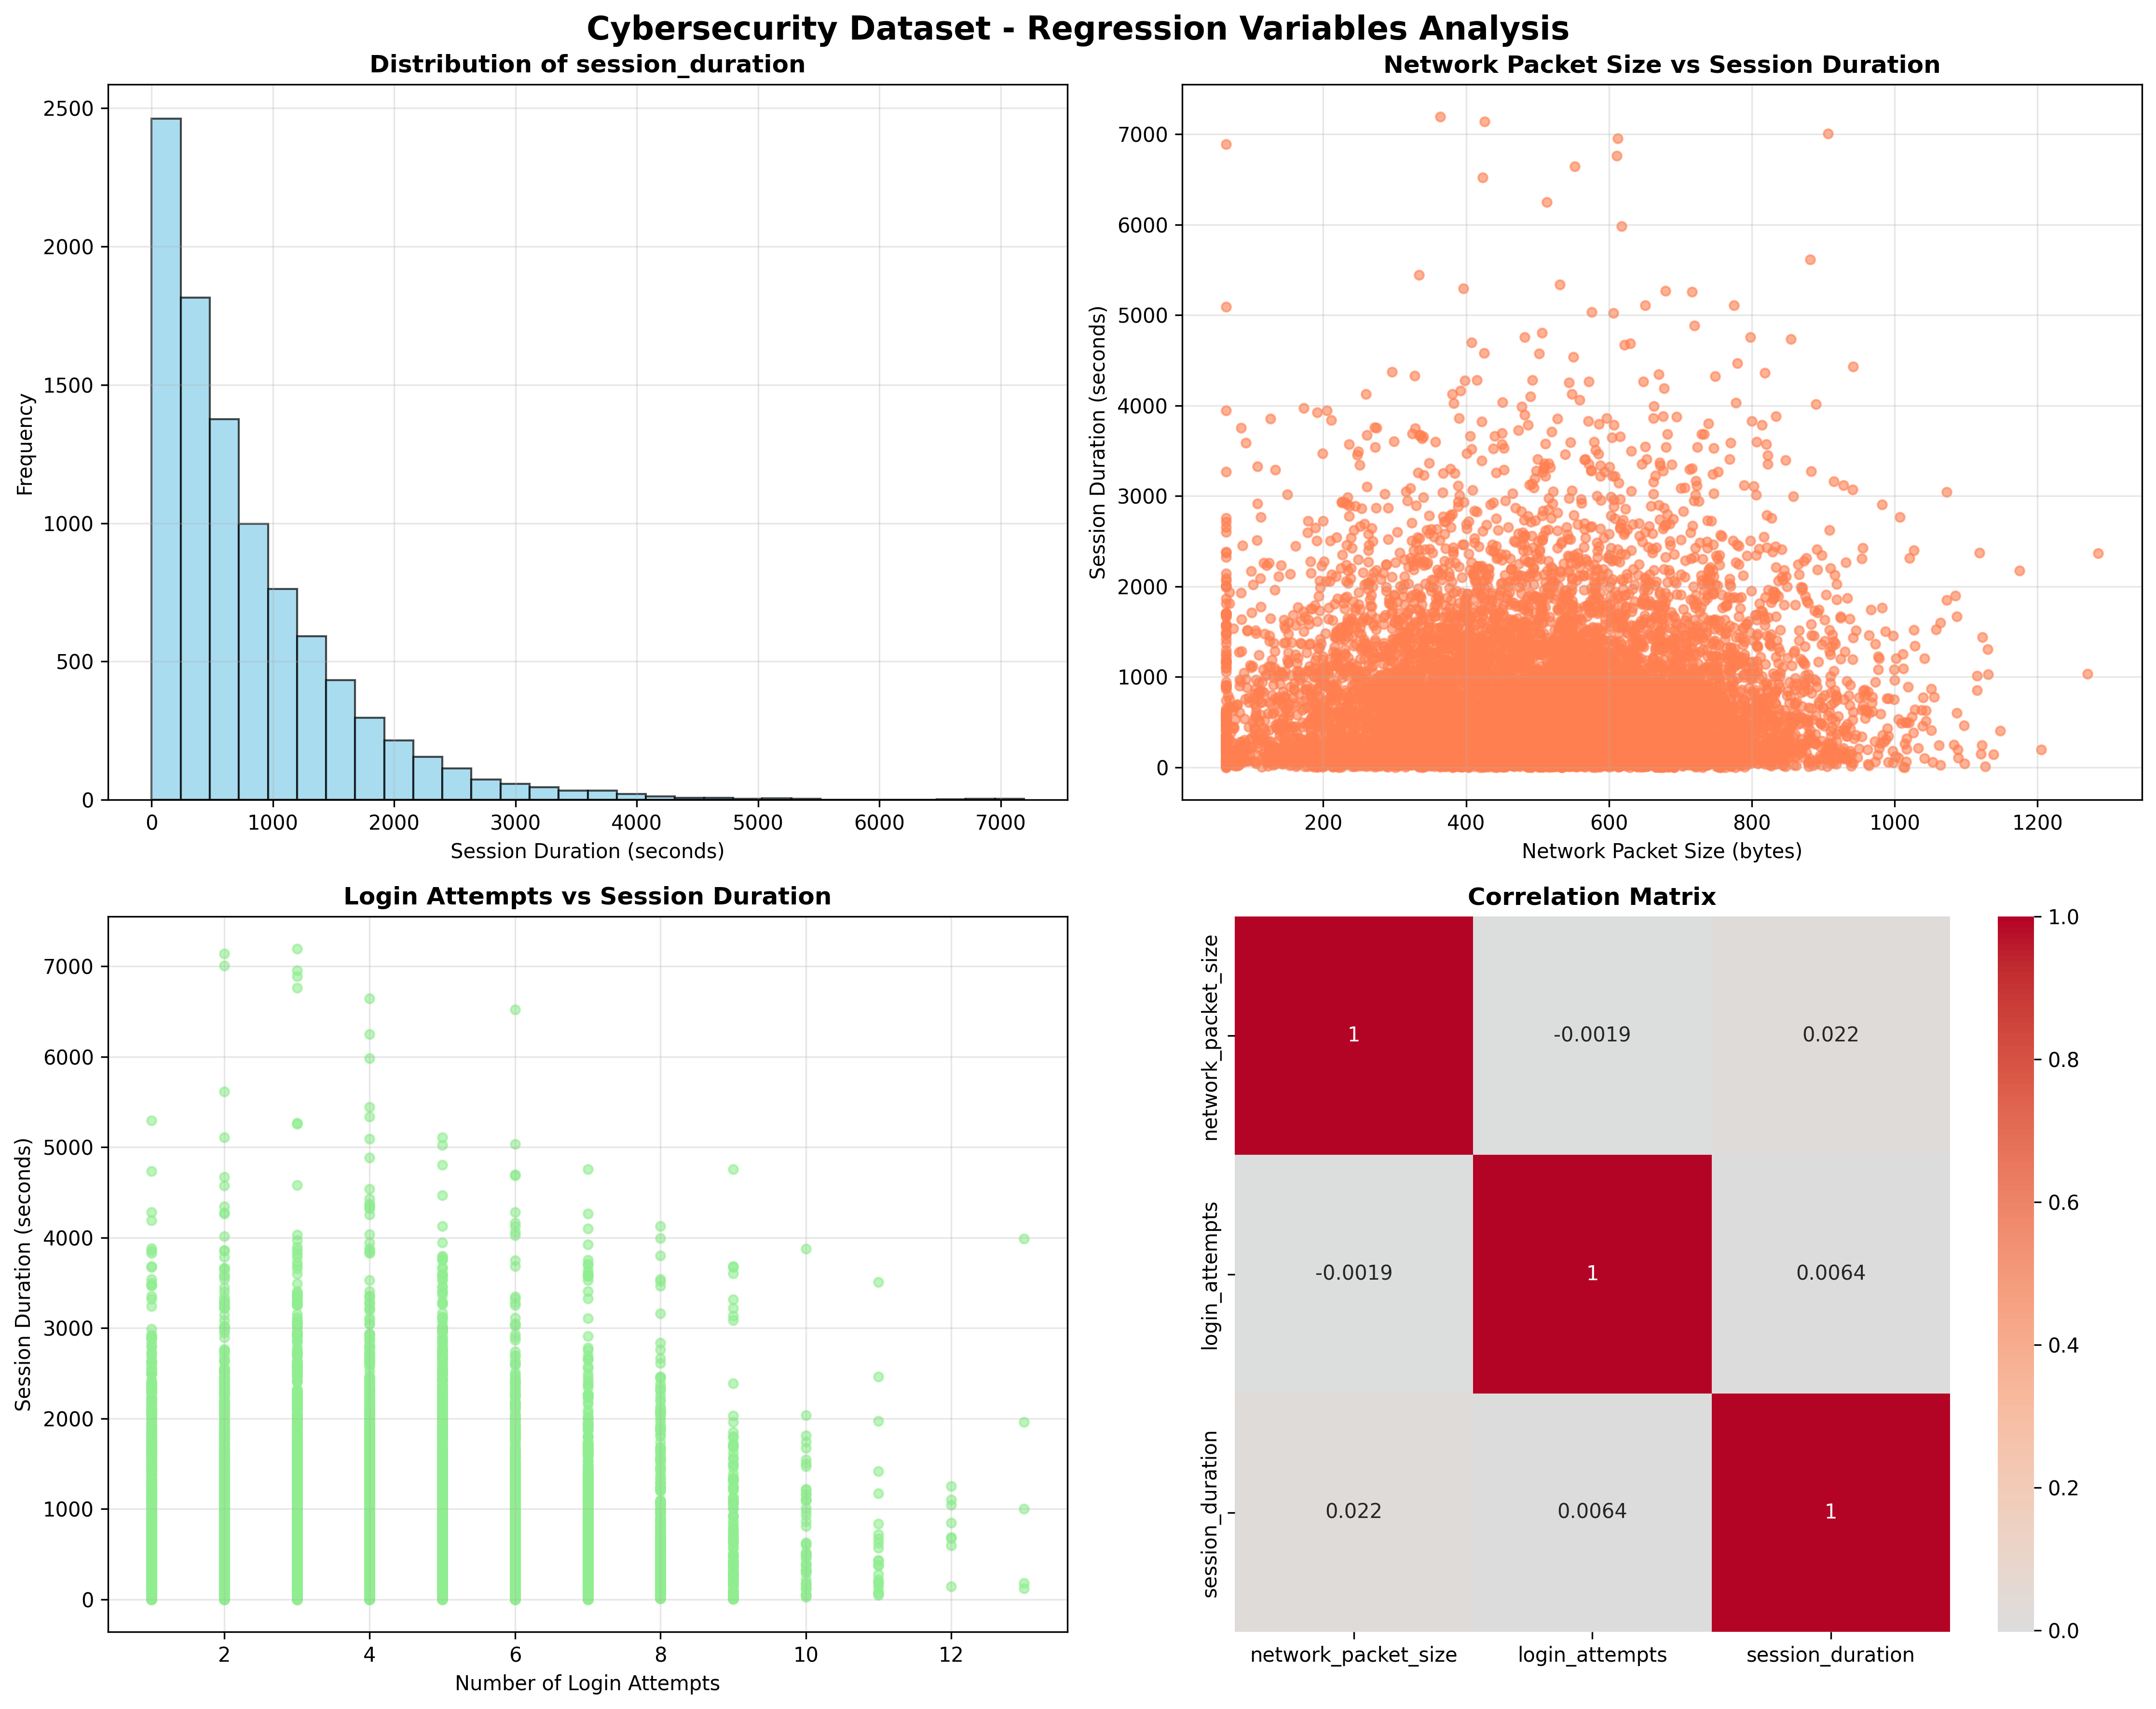 Cybersecurity Dataset - Regression Variables Analysis
Distribution of session_duration
2500
2000
1500
1000
500
0
Frequency
0 1000 2000 3000 4000 5000 6000 7000
Session Duration (seconds)
Network Packet Size vs Session Duration
7000
6000
5000
4000
3000
2000
1000
0
Session Duration (seconds)
200 400 600 800 1000 1200
Network Packet Size (bytes)
Login Attempts vs Session Duration
7000
6000
5000
4000
3000
2000
1000
0
Session Duration (seconds)
2 4 6 8 10 12
Number of Login Attempts
Correlation Matrix
network_packet_size
1 -0.0019 0.022
login_attempts
-0.0019 1 0.0064
session_duration
0.022 0.0064 1
network_packet_size login_attempts session_duration
1.0
0.8
0.6
0.4
0.2
0.0